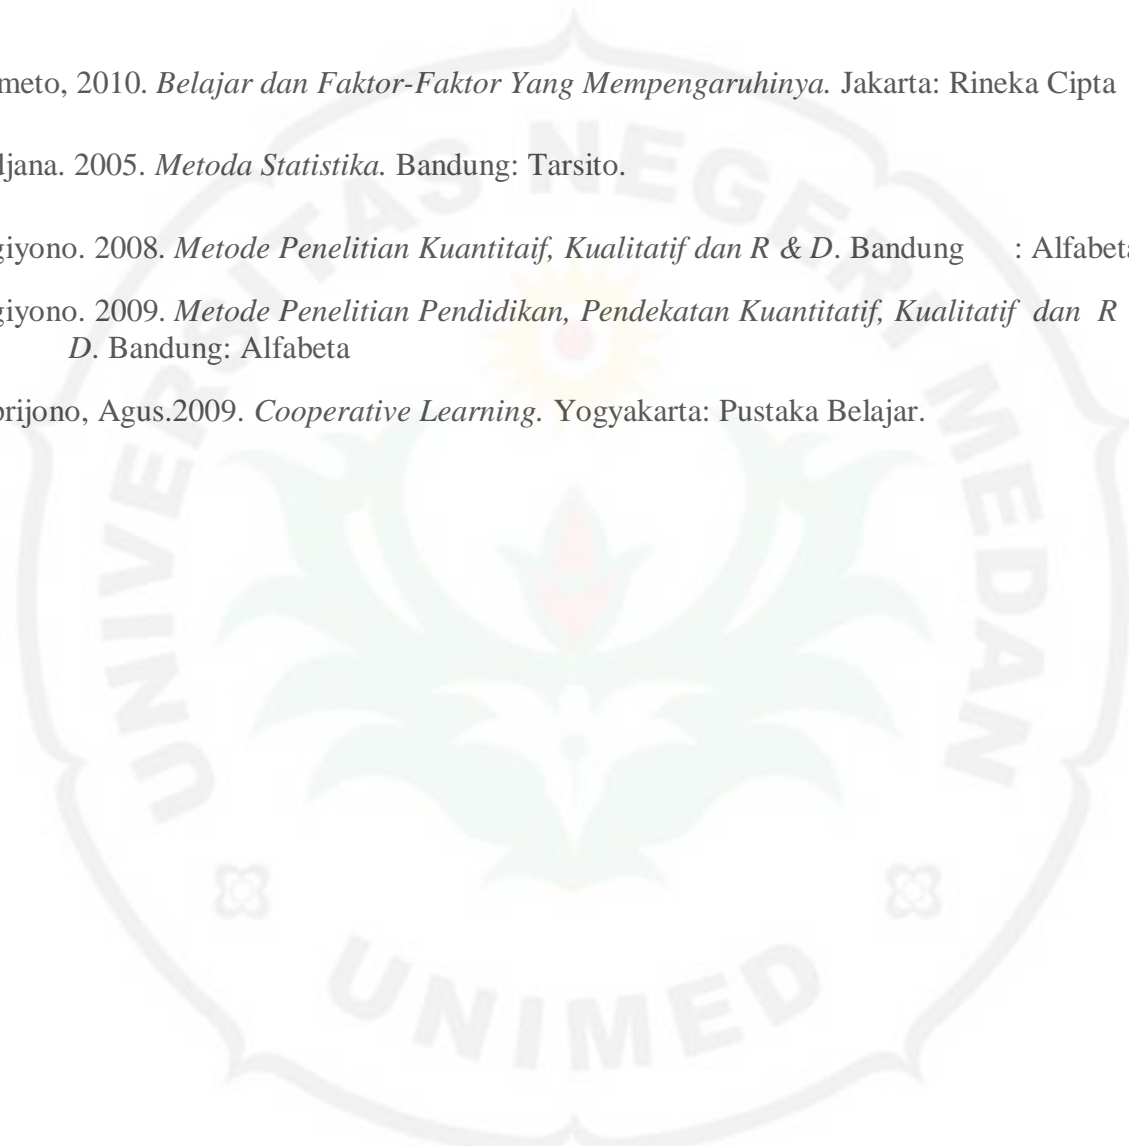 meto, 2010. Belajar dan Faktor-Faktor Yang Mempengaruhinya. Jakarta: Rineka Cipta
djana. 2005. Metoda Statistika. Bandung: Tarsito.
giyono. 2008. Metode Penelitian Kuantitaif, Kualitatif dan R & D. Bandung : Alfabeta
giyono. 2009. Metode Penelitian Pendidikan, Pendekatan Kuantitatif, Kualitatif dan R
D. Bandung: Alfabeta
prijono, Agus.2009. Cooperative Learning. Yogyakarta: Pustaka Belajar.
UNIVERSITAS NEGERI MEDAN
UNIMED